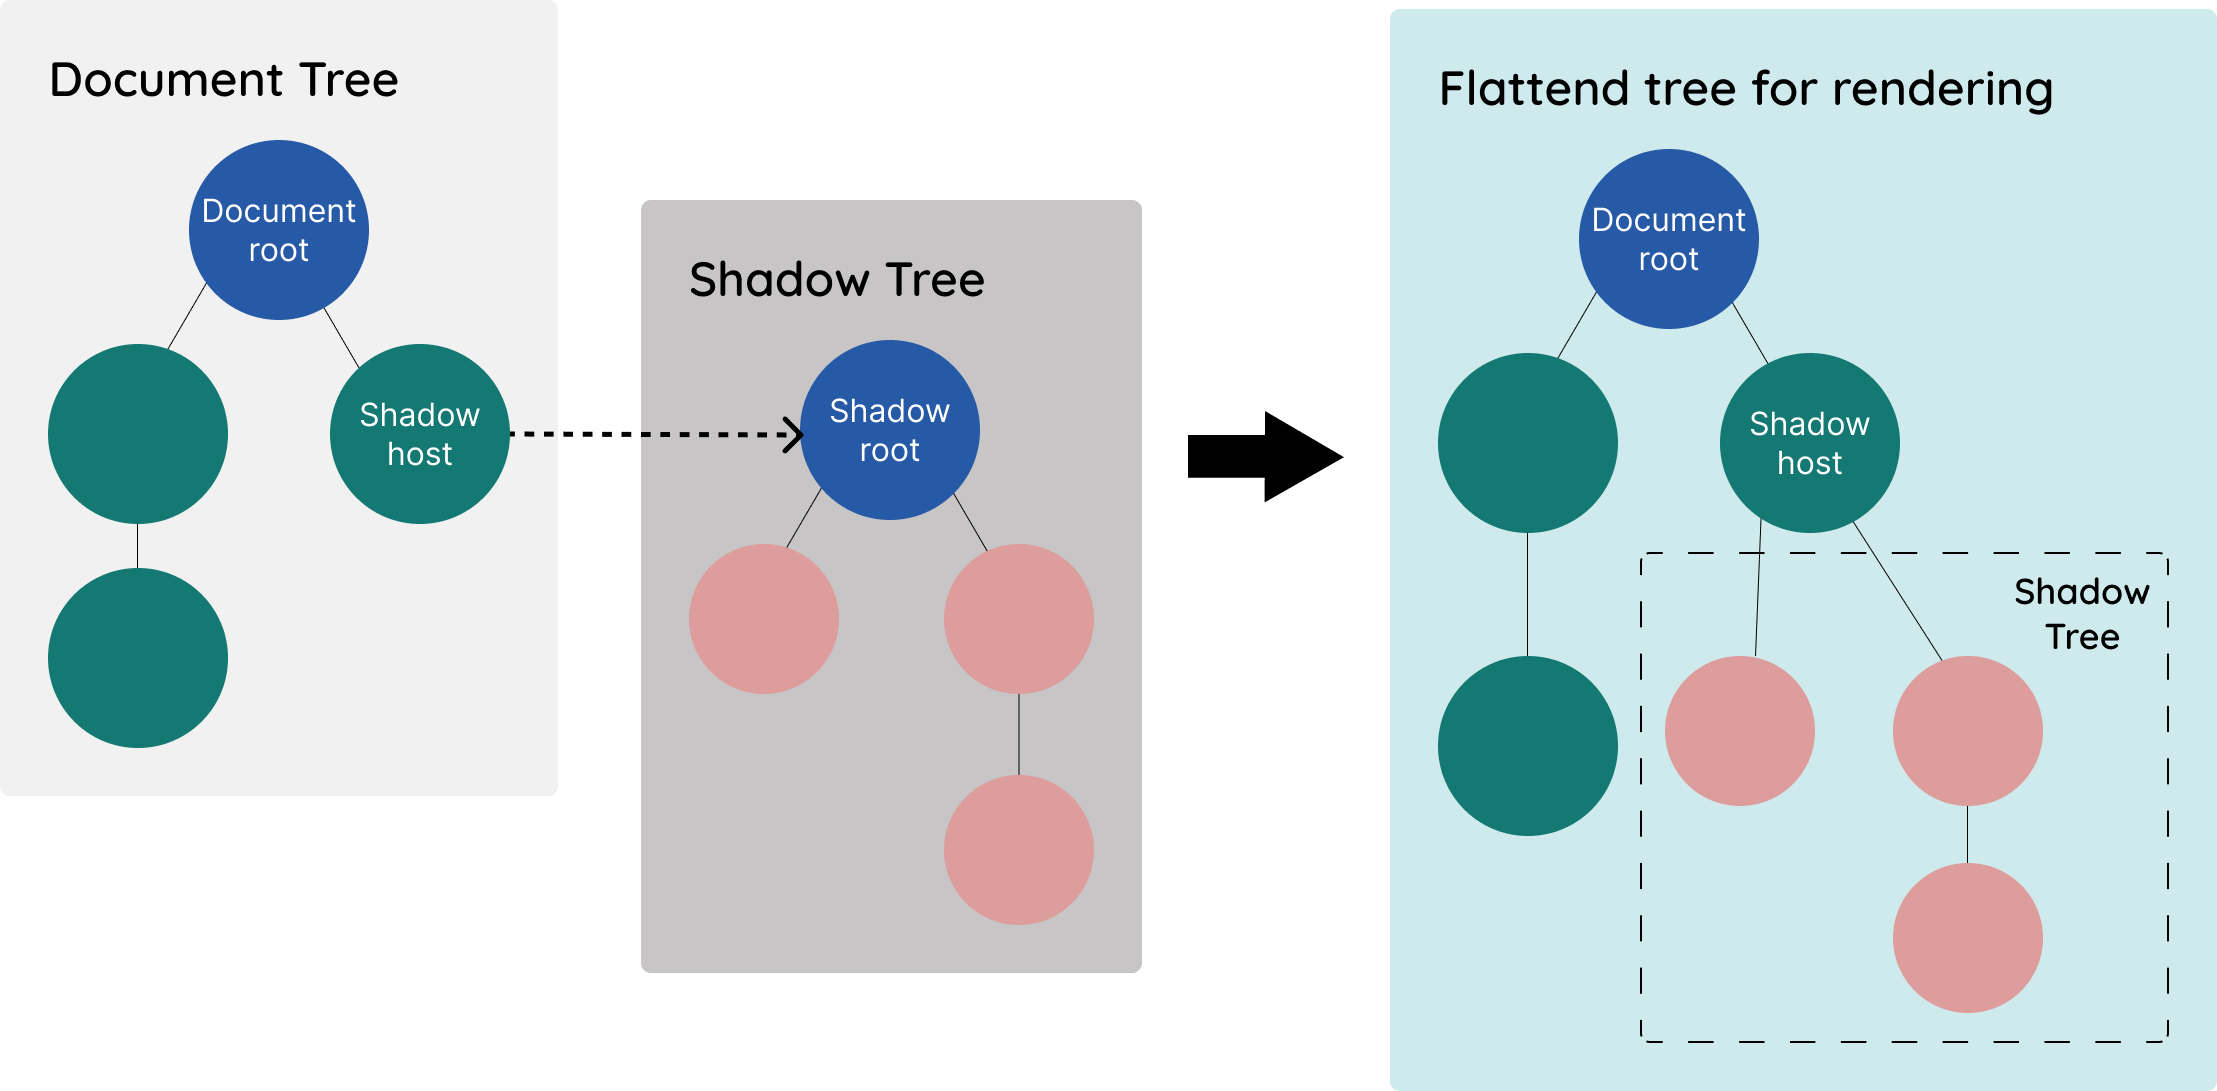 Document Tree
Document
root
Shadow
host
Shadow Tree
Shadow
root
Flattend tree for rendering
Document
root
Shadow
host
Shadow
Tree